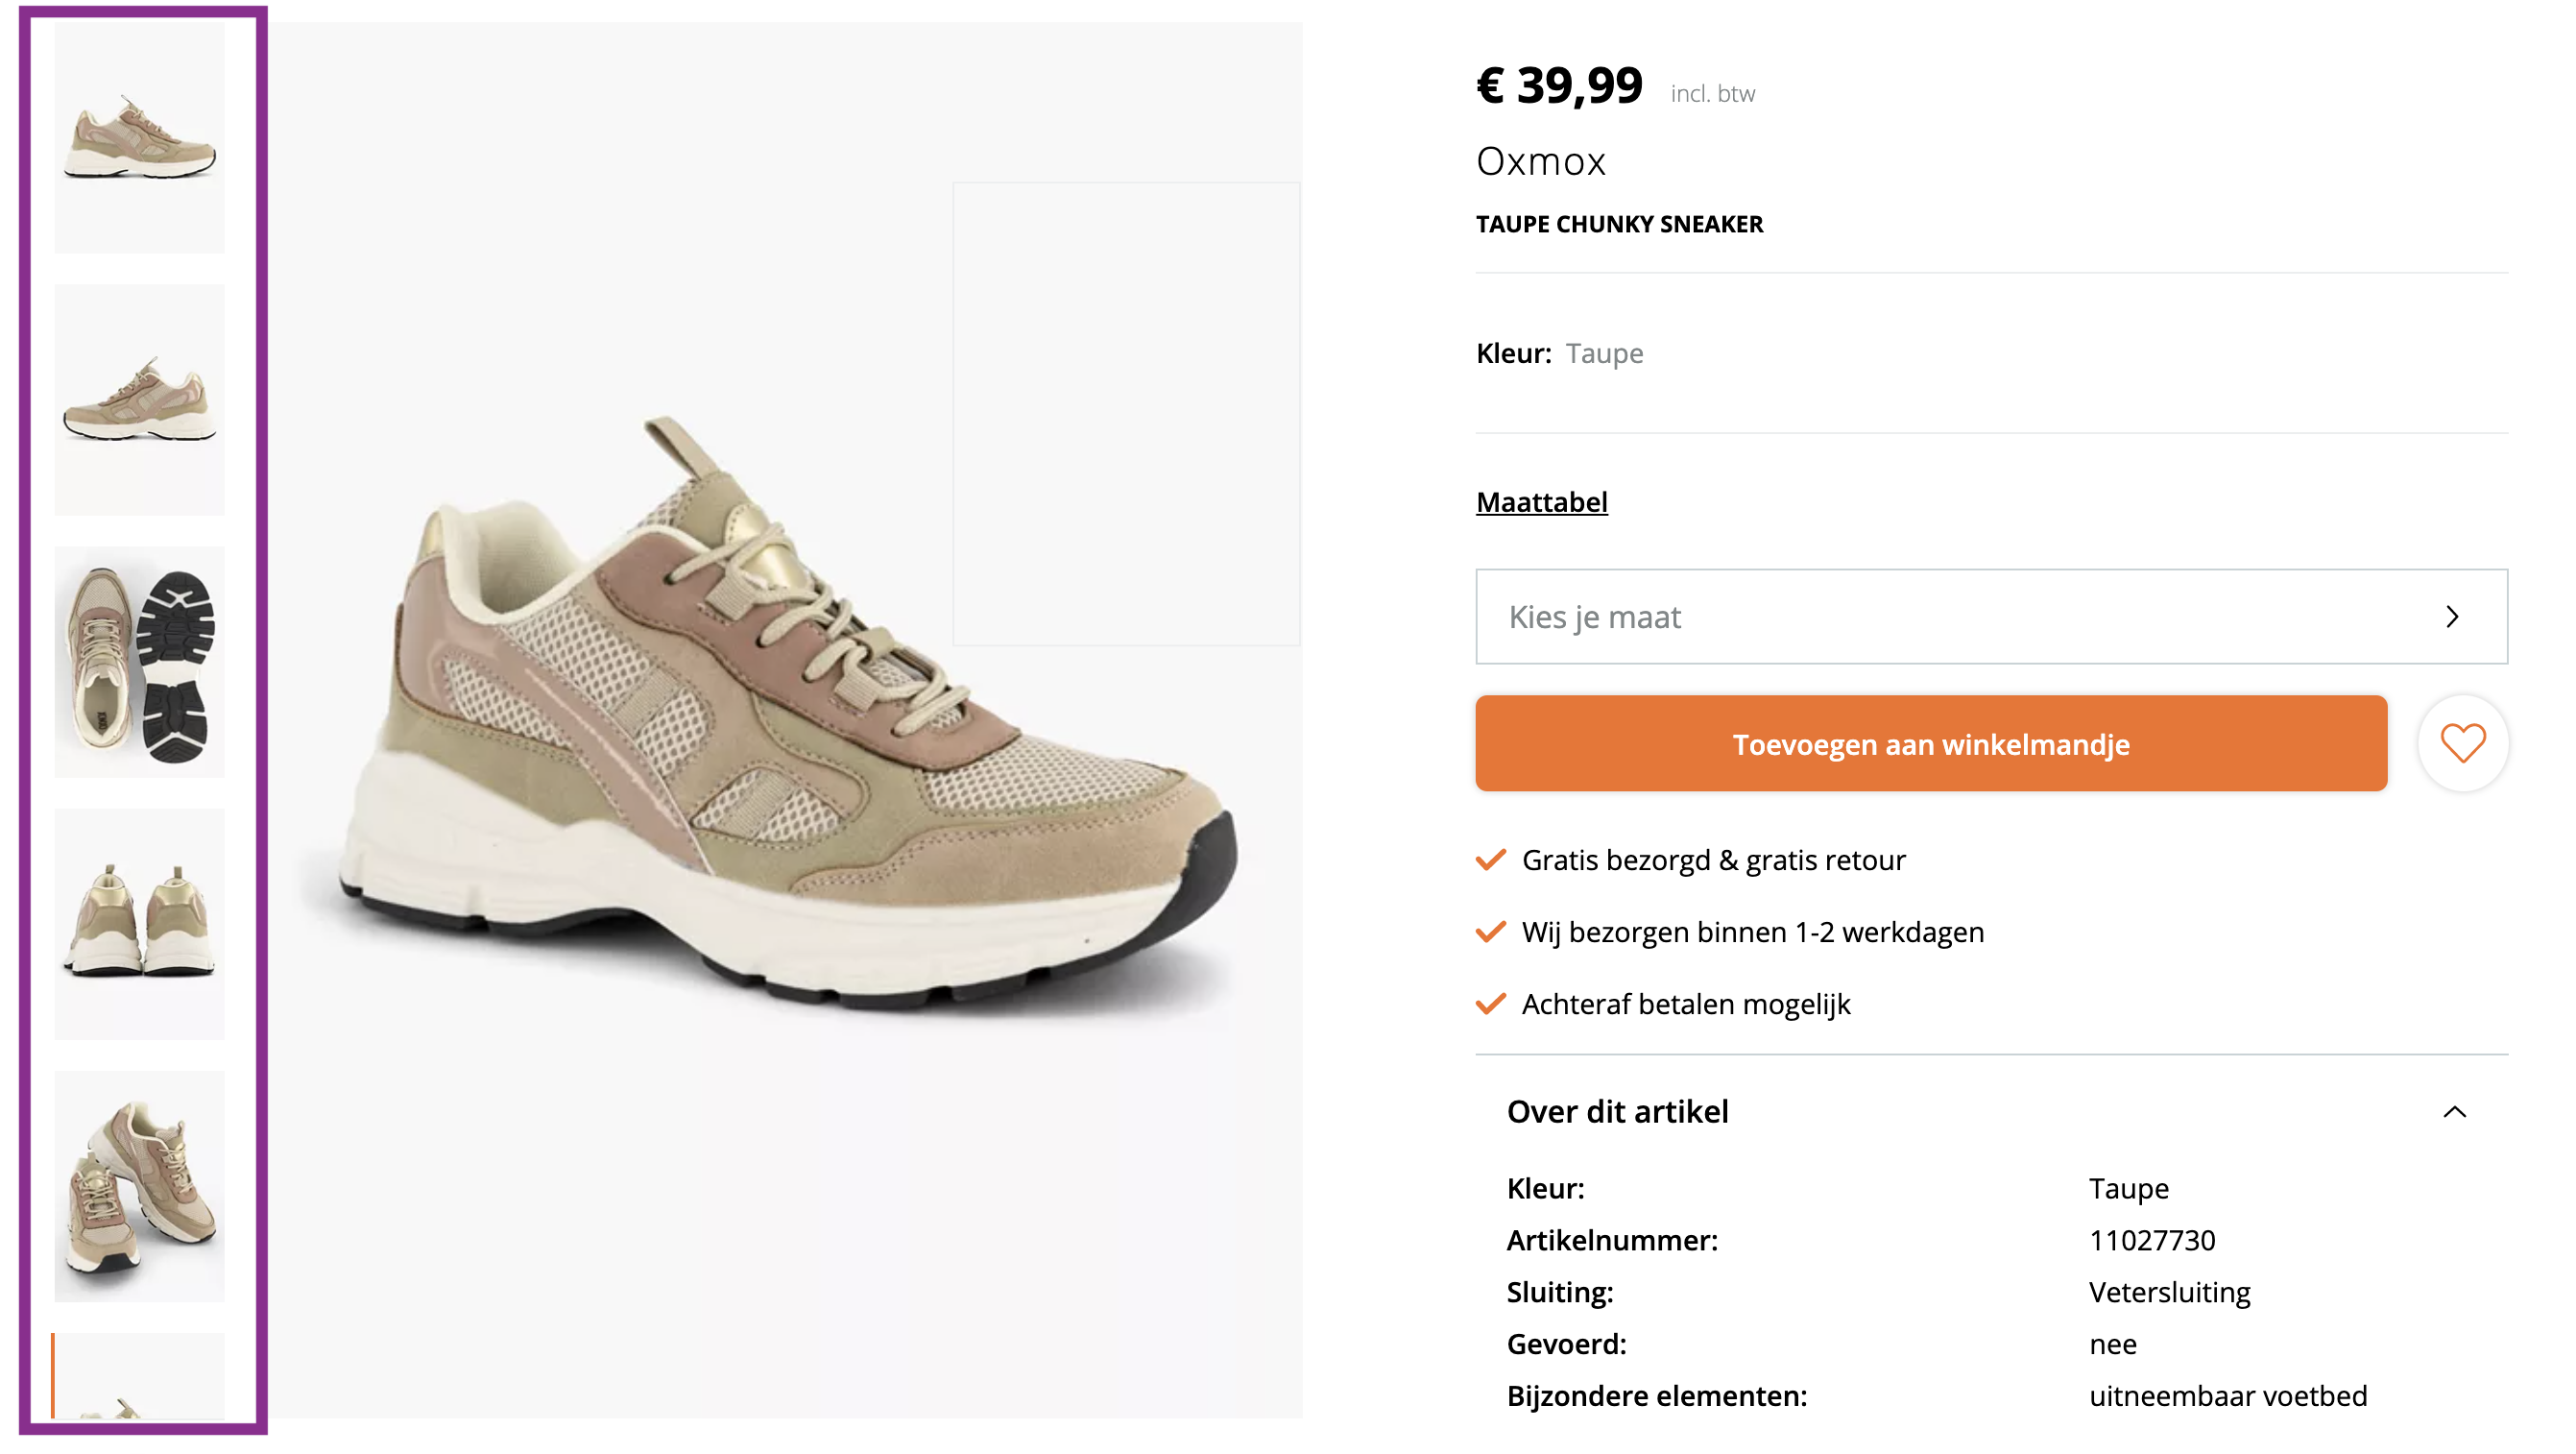 € 39,99 incl. btw
Oxmox
TAUPE CHUNKY SNEAKER
Kleur: Taupe
Maattabel
Kies je maat
Toevoegen aan winkelmandje
Gratis bezorgd & gratis retour
Wij bezorgen binnen 1-2 werkdagen
Achteraf betalen mogelijk
Over dit artikel
Kleur: Taupe
Artikelnummer: 11027730
Sluiting: Vetersluiting
Gevoerd: nee
Bijzondere elementen: uitneembaar voetbed